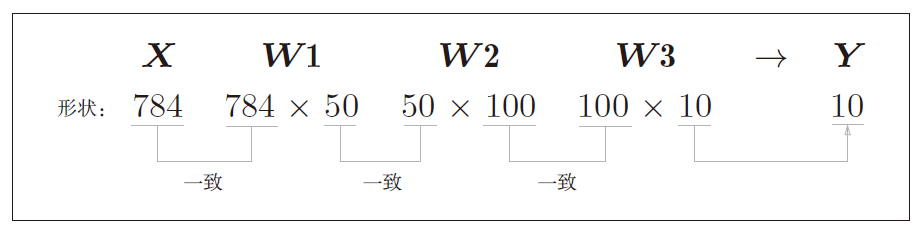 X W1 W2 W3 → Y
形状： 784 784 × 50 50 × 100 100 × 10 10
一致 一致 一致